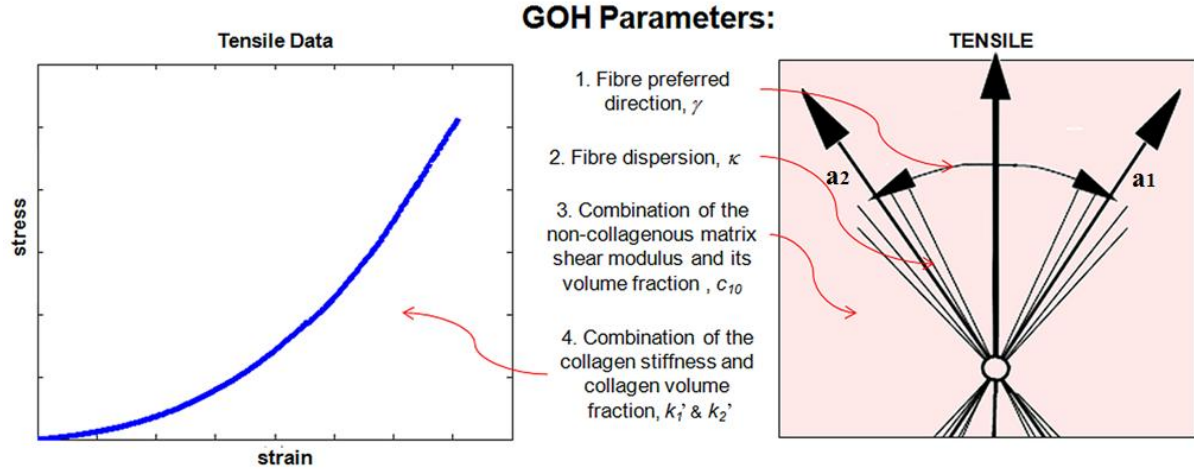 GOH Parameters:
Tensile Data
stress
strain
1. Fibre preferred
direction, γ
2. Fibre dispersion, κ
3. Combination of the
non-collagenous matrix
shear modulus and its
volume fraction , c10
4. Combination of the
collagen stiffness and
collagen volume
fraction, k1' & k2'
TENSILE
a2
a1